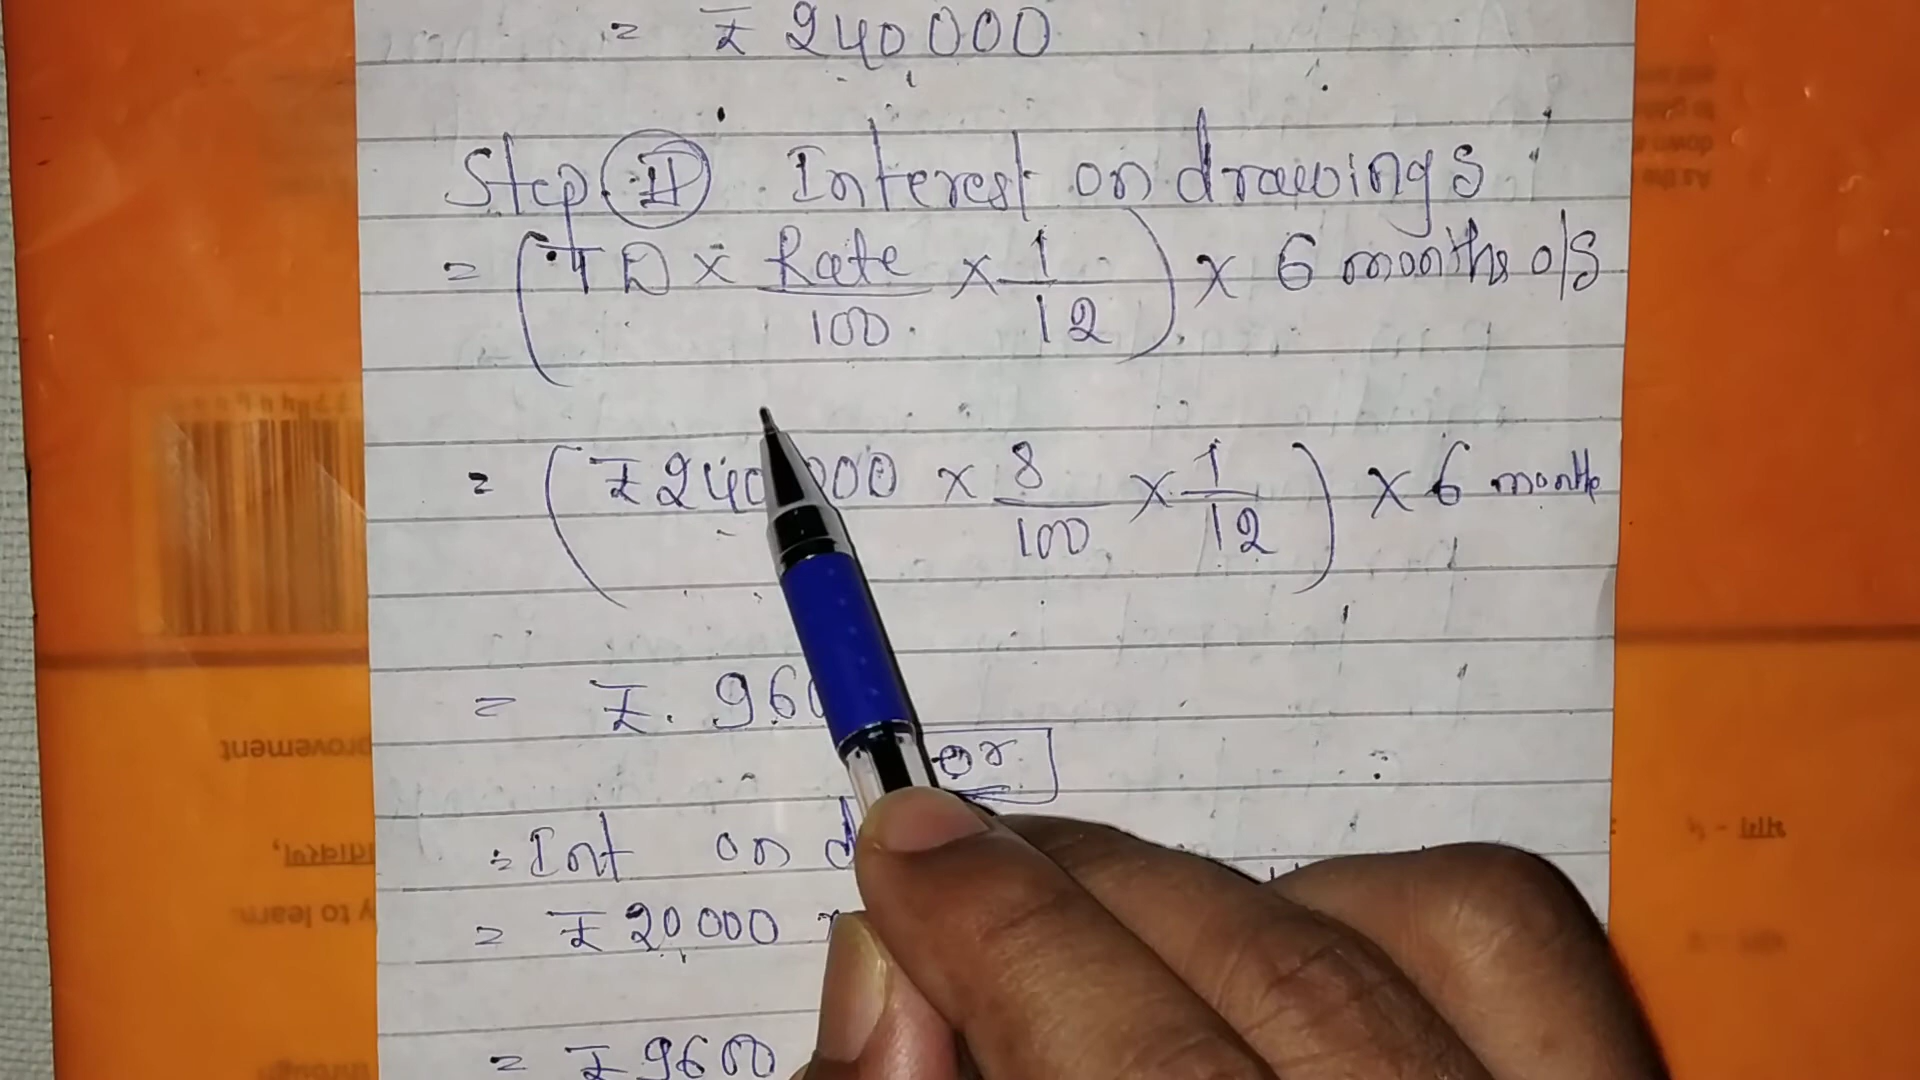 = ₹ 240000
Step II Interest on drawings
= (TD × Rate/100 × 1/12) × 6 months o/s
= (₹ 240000 × 8/100 × 1/12) × 6 months
= ₹. 960
or
= Int on d
= ₹ 20000
= ₹ 9600